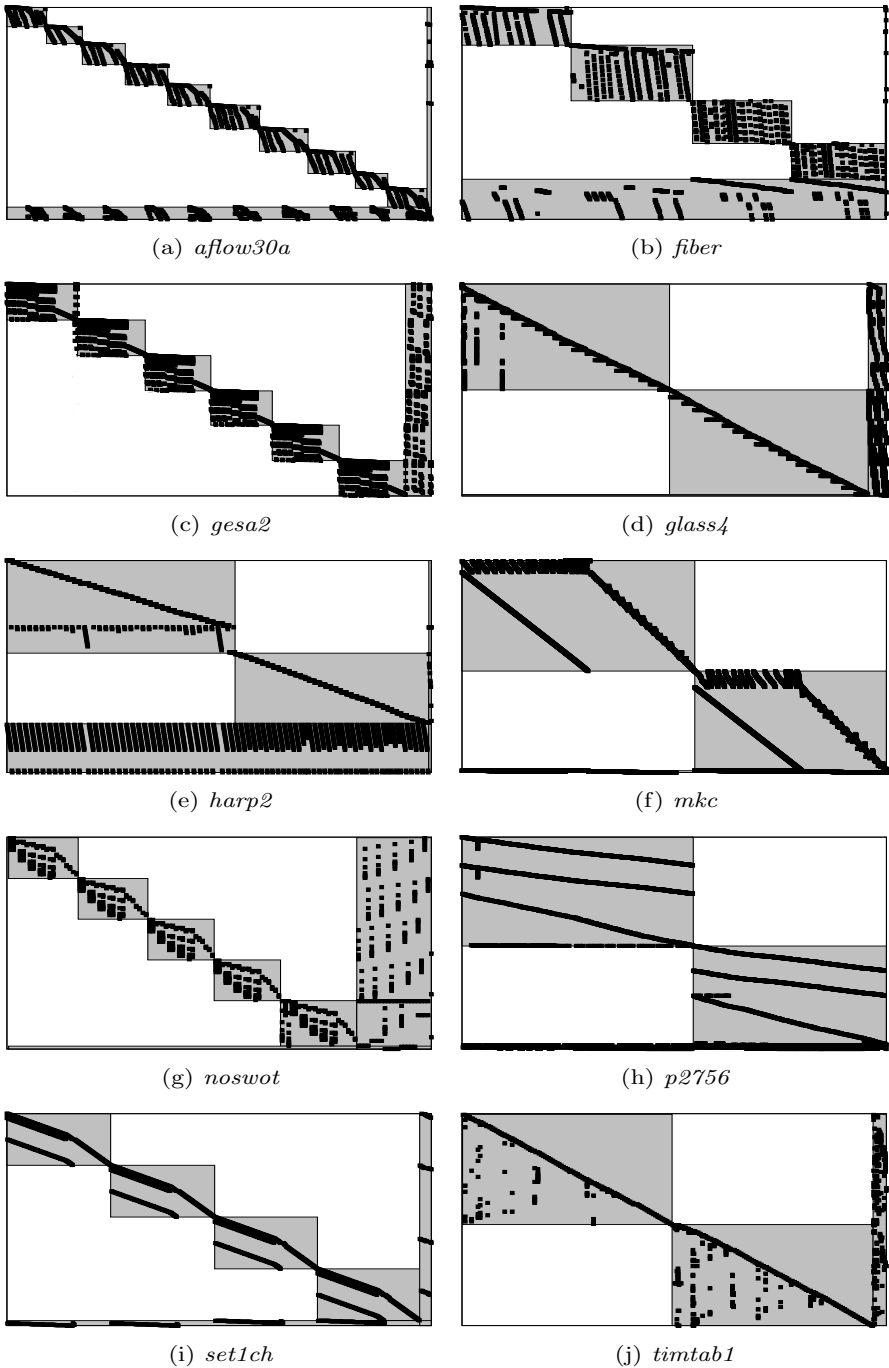 (a) aflow30a
(b) fiber
(c) gesa2
(d) glass4
(e) harp2
(f) mkc
(g) noswot
(h) p2756
(i) set1ch
(j) timtab1